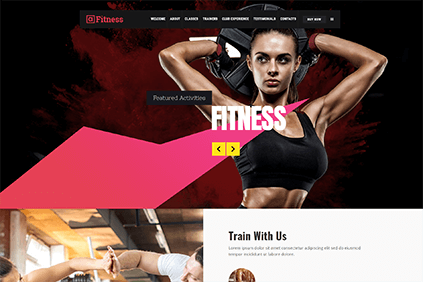 Fitness
WELCOME ABOUT CLASSES TRAINERS CLUB EXPERIENCE TESTIMONIALS CONTACTS BUY NOW
Featured Activities
FITNESS
Train With Us
Lorem ipsum dolor sit amet consectetur adipiscing elit sed do eiusmod
tempor incididunt ut labore dolore.